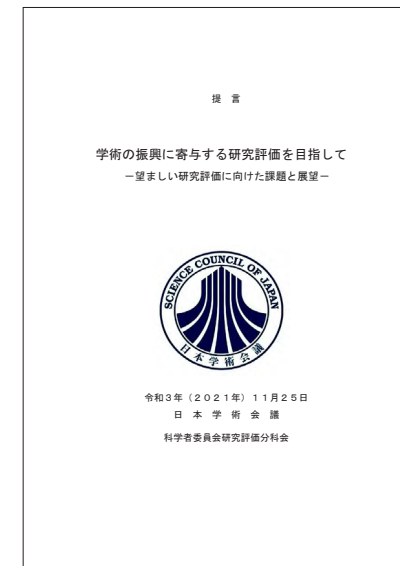 提 言
学術の振興に寄与する研究評価を目指して
－望ましい研究評価に向けた課題と展望－
SCIENCE COUNCIL OF JAPAN
日本学術会議
令和３年（２０２１年）１１月２５日
日 本 学 術 会 議
科学者委員会研究評価分科会